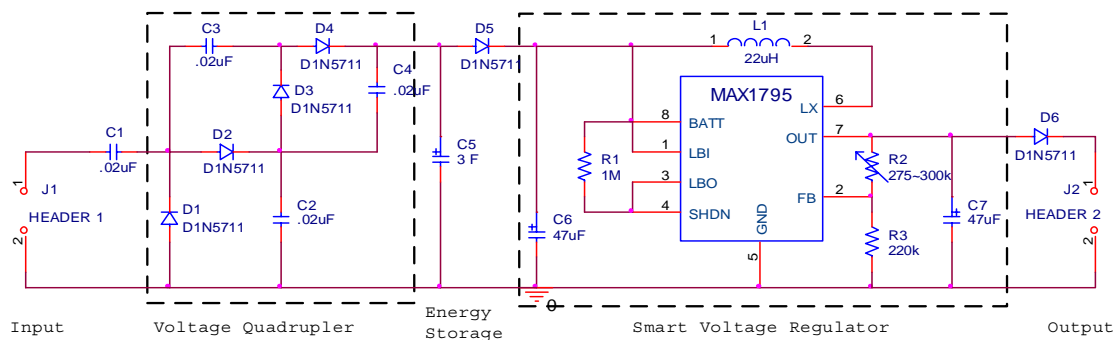 C3
.02uF
D4
D1N5711
D5
D1N5711
L1
1
2
22uH
C4
.02uF
D3
D1N5711
MAX1795
8
BATT
LX
6
1
LBI
OUT
7
3
LBO
4
SHDN
FB
2
GND
5
C1
.02uF
D2
D1N5711
C5
3 F
R1
1M
R2
275~300k
D6
D1N5711
1
J1
HEADER 1
2
D1
D1N5711
C2
.02uF
C6
47uF
R3
220k
C7
47uF
1
J2
HEADER 2
2
0
Input
Voltage Quadrupler
Energy
Storage
Smart Voltage Regulator
Output